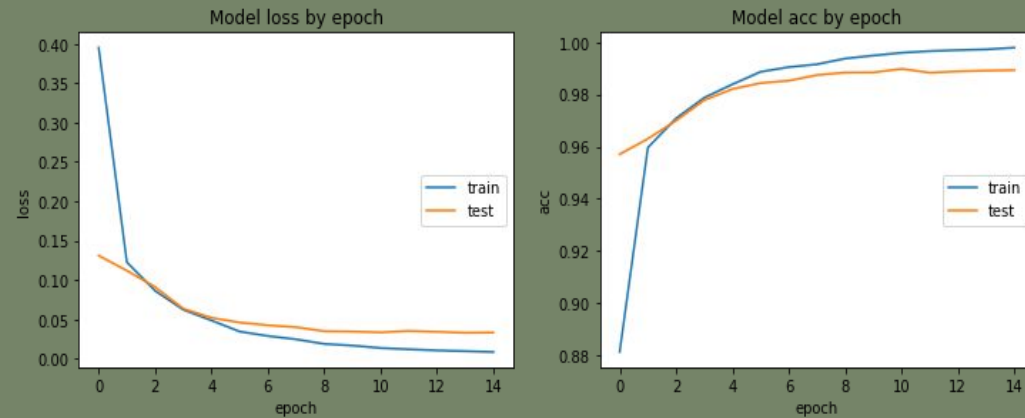 Model loss by epoch
0.40
0.35
0.30
0.25
0.20
0.15
0.10
0.05
0.00
loss
train
test
0 2 4 6 8 10 12 14
epoch
Model acc by epoch
1.00
0.98
0.96
0.94
0.92
0.90
0.88
acc
train
test
0 2 4 6 8 10 12 14
epoch